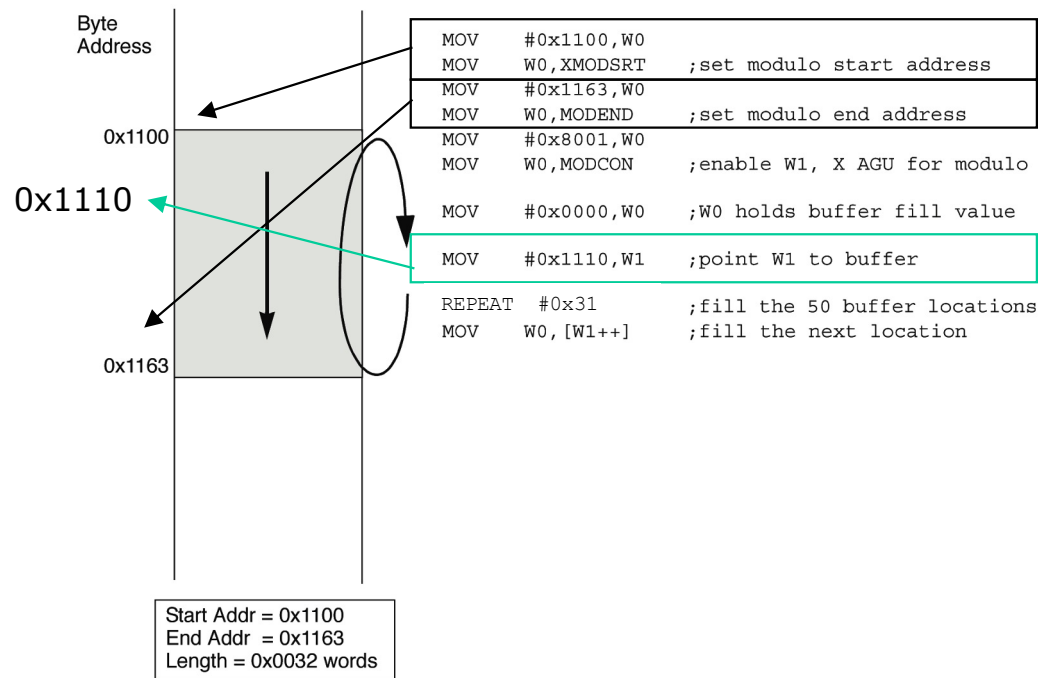 Byte
Address
0x1100
0x1110
0x1163
MOV #0x1100,W0
MOV W0,XMODSRT ;set modulo start address
MOV #0x1163,W0
MOV W0,MODEND ;set modulo end address
MOV #0x8001,W0
MOV W0,MODCON ;enable W1, X AGU for modulo
MOV #0x0000,W0 ;W0 holds buffer fill value
MOV #0x1110,W1 ;point W1 to buffer
REPEAT #0x31 ;fill the 50 buffer locations
MOV W0,[W1++] ;fill the next location
Start Addr = 0x1100
End Addr = 0x1163
Length = 0x0032 words